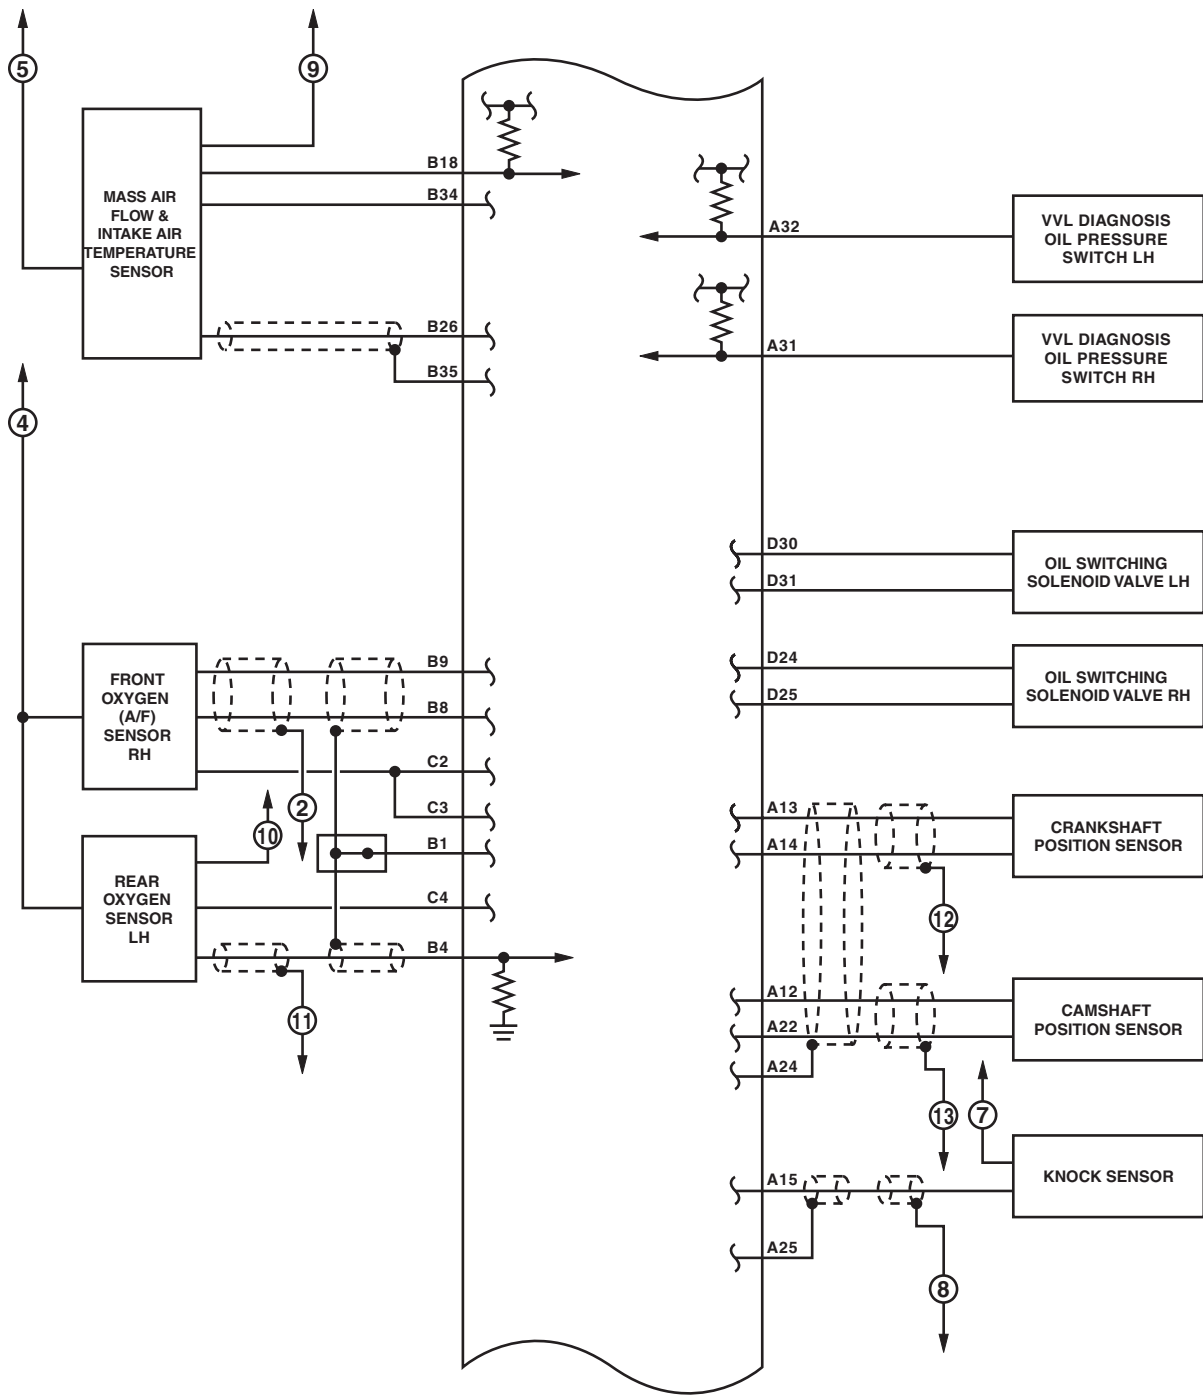 5
9
MASS AIR
FLOW &
INTAKE AIR
TEMPERATURE
SENSOR
B18
B34
B26
B35
4
FRONT
OXYGEN
(A/F)
SENSOR
RH
B9
B8
C2
C3
2
10
B1
REAR
OXYGEN
SENSOR
LH
C4
B4
11
A32
VVL DIAGNOSIS
OIL PRESSURE
SWITCH LH
A31
VVL DIAGNOSIS
OIL PRESSURE
SWITCH RH
D30
D31
OIL SWITCHING
SOLENOID VALVE LH
D24
D25
OIL SWITCHING
SOLENOID VALVE RH
A13
A14
CRANKSHAFT
POSITION SENSOR
12
A12
A22
A24
CAMSHAFT
POSITION SENSOR
13
7
A15
A25
KNOCK SENSOR
8